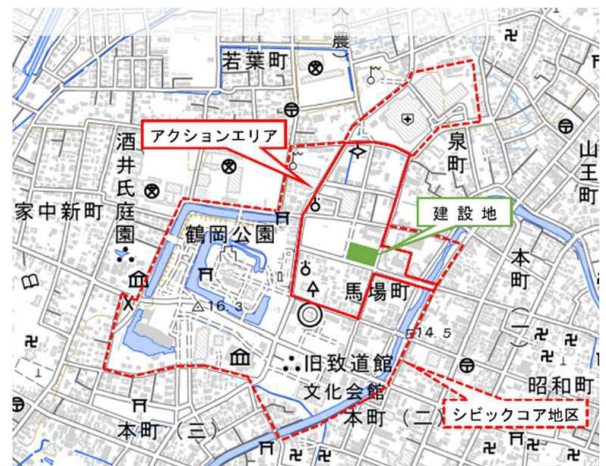 (農)
若葉町
アクションエリア
酒井氏庭園
泉町
山王町
家中新町
建設地
鶴岡公園
本町(一)
馬場町
16.3
14.5
旧致道館
文化会館
昭和町
本町(二)
シビックコア地区
本町(三)